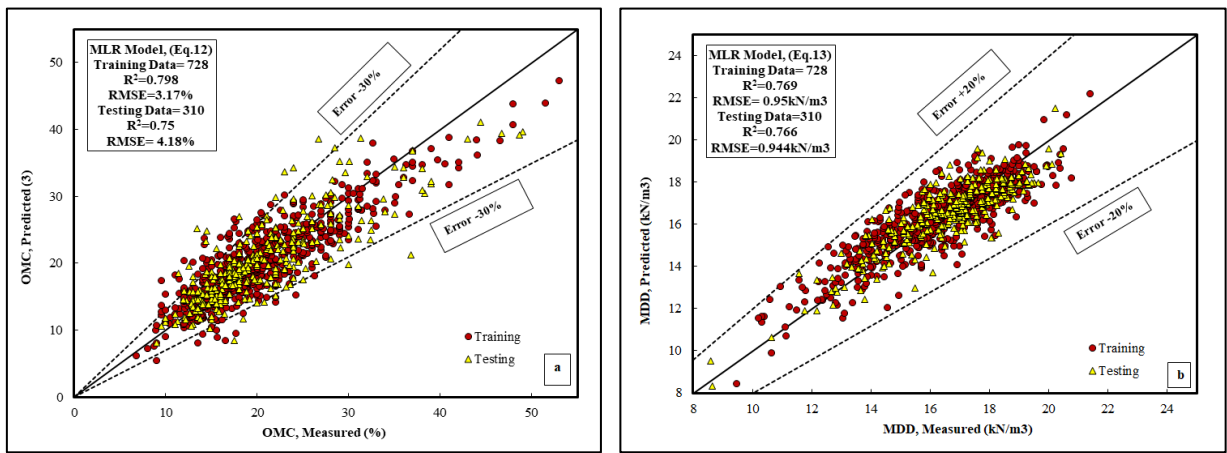 MLR Model, (Eq.12)
Training Data= 728
R²=0.798
RMSE=3.17%
Testing Data= 310
R²=0.75
RMSE= 4.18%
Error -30%
Error -30%
50
40
30
20
10
0
OMC, Predicted (3)
Training
Testing
a
0 10 20 30 40 50
OMC, Measured (%)
MLR Model, (Eq.13)
Training Data= 728
R²=0.769
RMSE= 0.95kN/m3
Testing Data= 310
R²=0.766
RMSE=0.944kN/m3
Error +20%
Error -20%
24
22
20
18
16
14
12
10
8
MDD, Predicted (kN/m3)
Training
Testing
b
8 10 12 14 16 18 20 22 24
MDD, Measured (kN/m3)